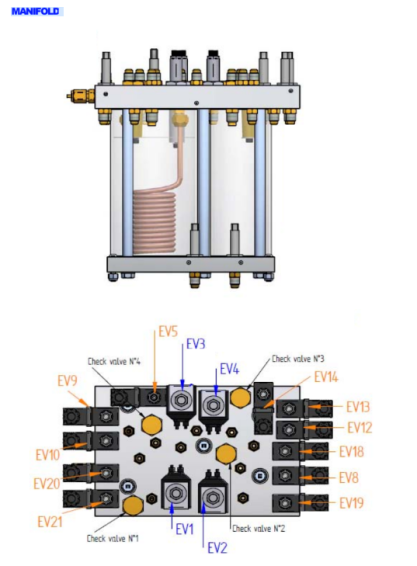 MANIFOLD
EV5
EV3
Check valve N°4
EV4
Check valve N°3
EV9
EV14
EV13
EV12
EV10
EV18
EV20
EV8
EV21
EV19
Check valve N°1
EV1
Check valve N°2
EV2